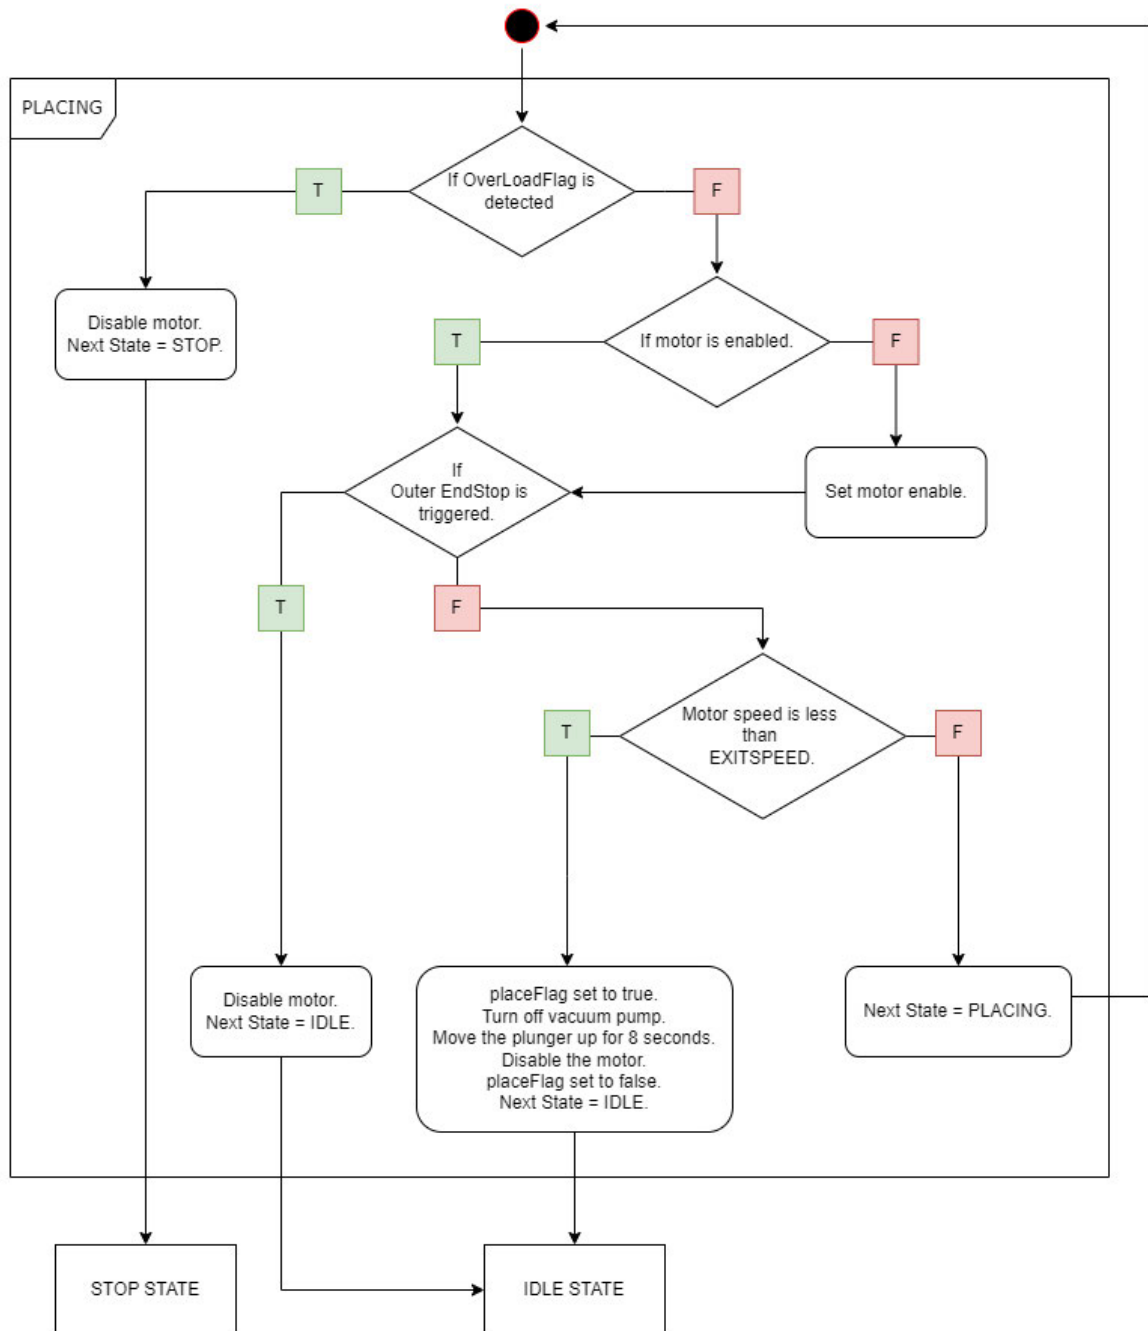 PLACING
If OverLoadFlag is
detected
T
F
Disable motor.
Next State = STOP.
If motor is enabled.
T
F
If
Outer EndStop is
triggered.
Set motor enable.
T
F
Motor speed is less
than
EXITSPEED.
T
F
Disable motor.
Next State = IDLE.
placeFlag set to true.
Turn off vacuum pump.
Move the plunger up for 8 seconds.
Disable the motor.
placeFlag set to false.
Next State = IDLE.
Next State = PLACING.
STOP STATE
IDLE STATE